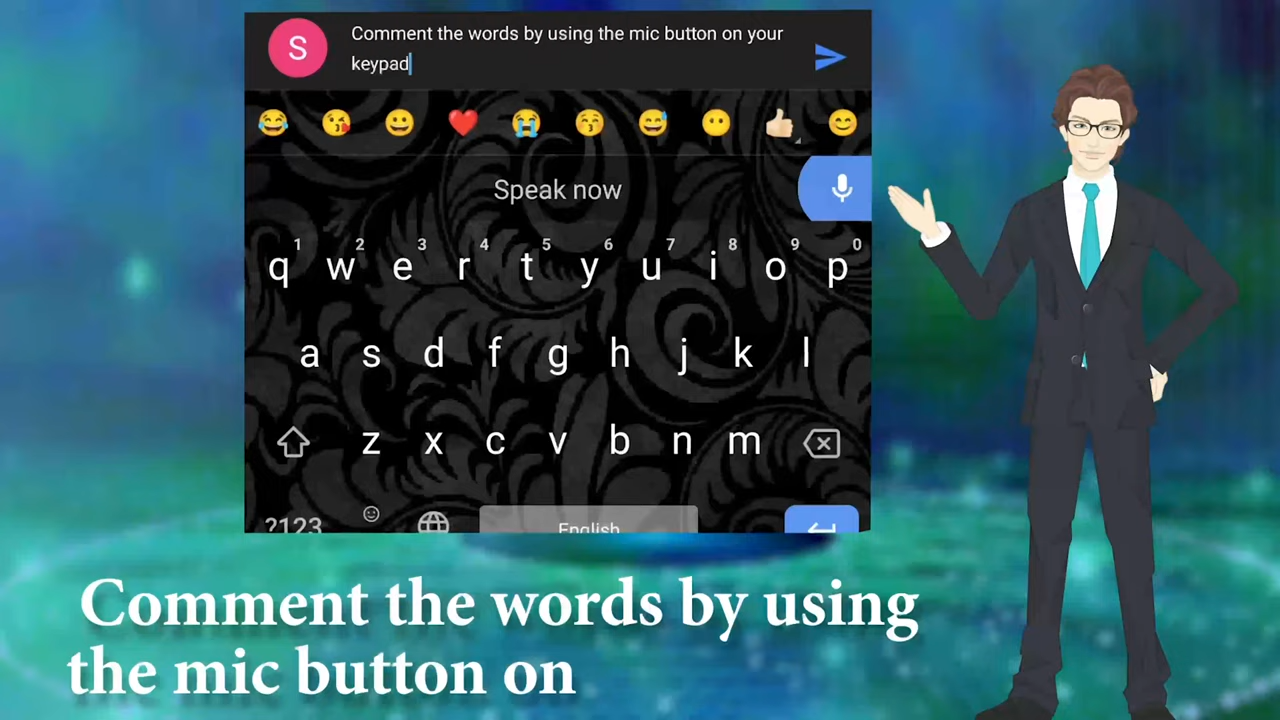 S
Comment the words by using the mic button on your
keypad
Speak now
1 2 3 4 5 6 7 8 9 0
q w e r t y u i o p
a s d f g h j k l
z x c v b n m
?123
English
Comment the words by using
the mic button on